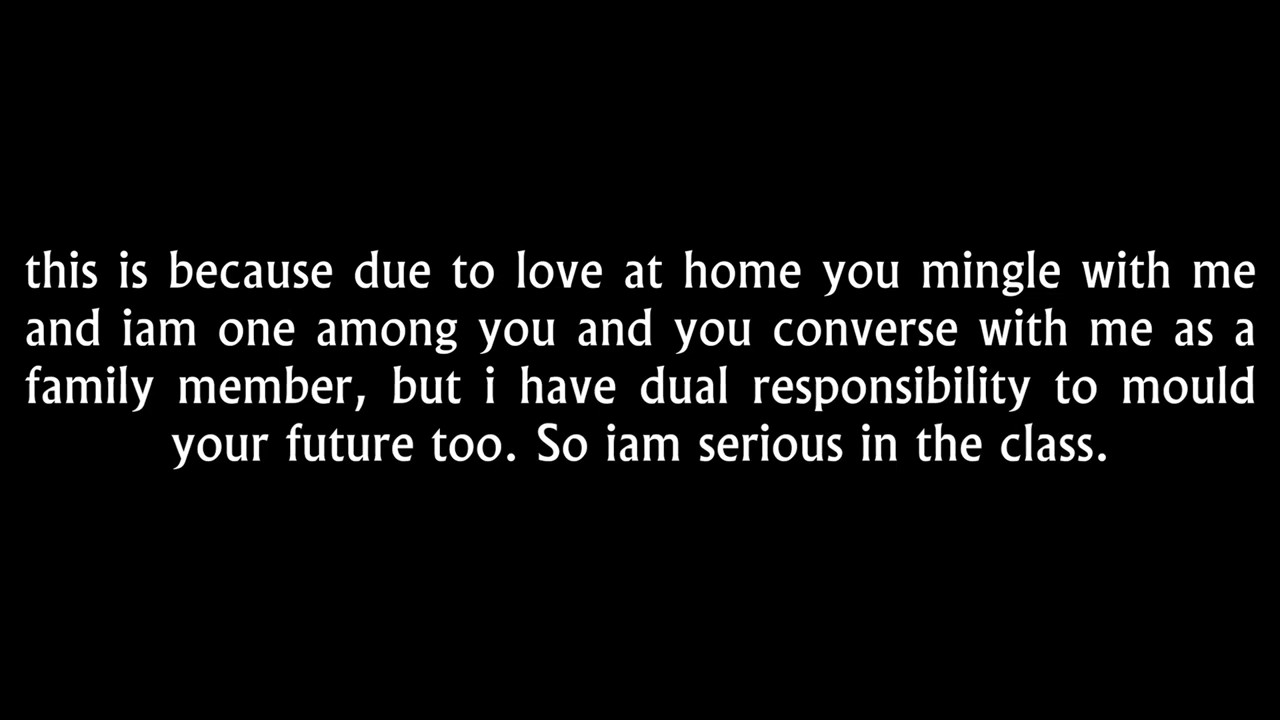 this is because due to love at home you mingle with me
and iam one among you and you converse with me as a
family member, but i have dual responsibility to mould
your future too. So iam serious in the class.